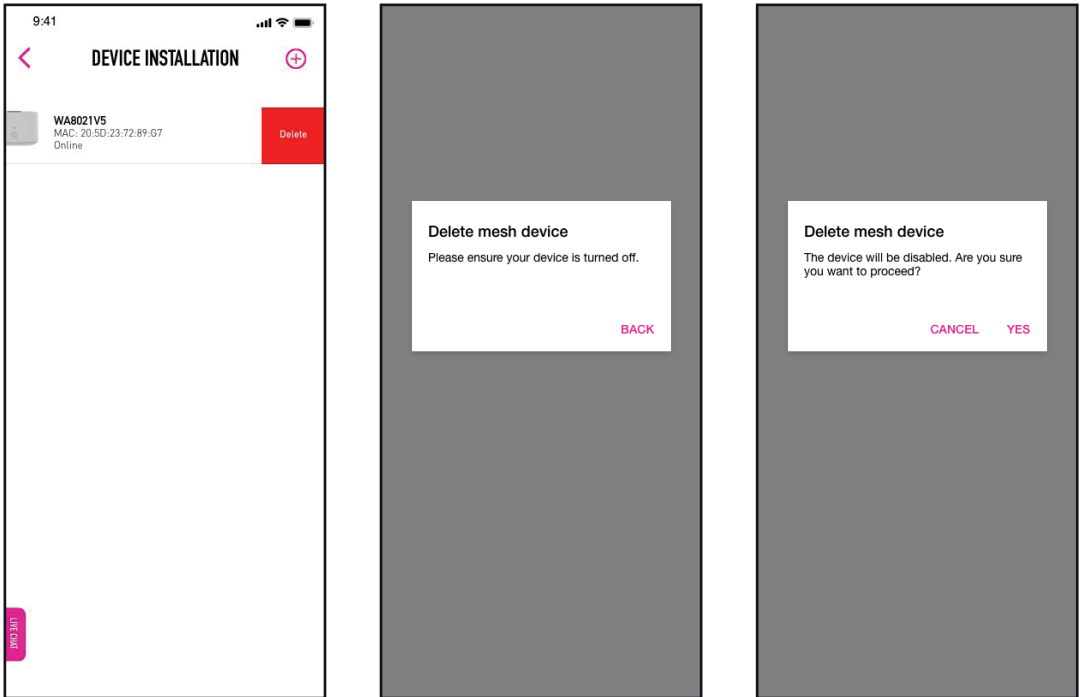 9:41
DEVICE INSTALLATION
WA8021V5
MAC: 20:5D:23:72:89:G7
Online
Delete
LIVE CHAT
Delete mesh device
Please ensure your device is turned off.
BACK
Delete mesh device
The device will be disabled. Are you sure
you want to proceed?
CANCEL YES